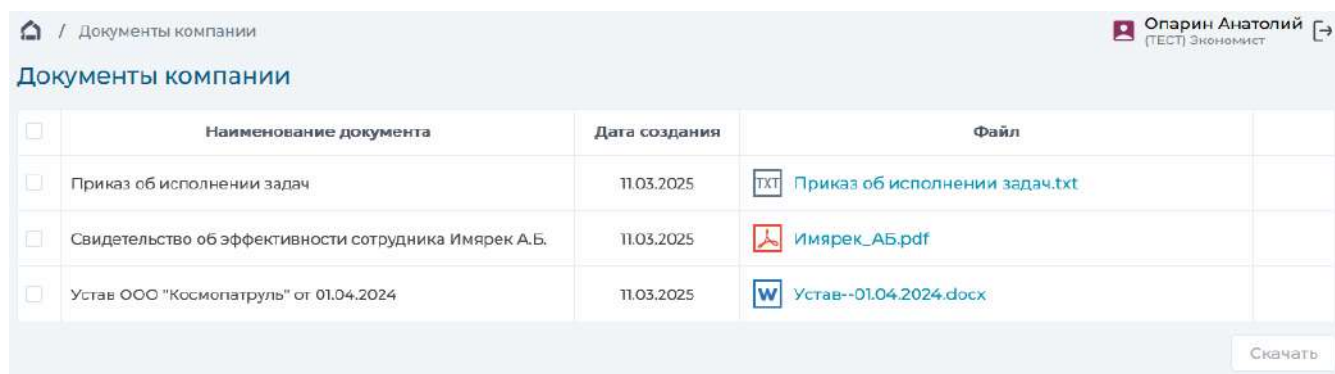 / Документы компании
Опарин Анатолий
(ТЕСТ) Экономист
Документы компании
Наименование документа Дата создания Файл
Приказ об исполнении задач 11.03.2025 TXT Приказ об исполнении задач.txt
Свидетельство об эффективности сотрудника Имярек А.Б. 11.03.2025 Имярек_АБ.pdf
Устав ООО "Космопатруль" от 01.04.2024 11.03.2025 W Устав--01.04.2024.docx
Скачать